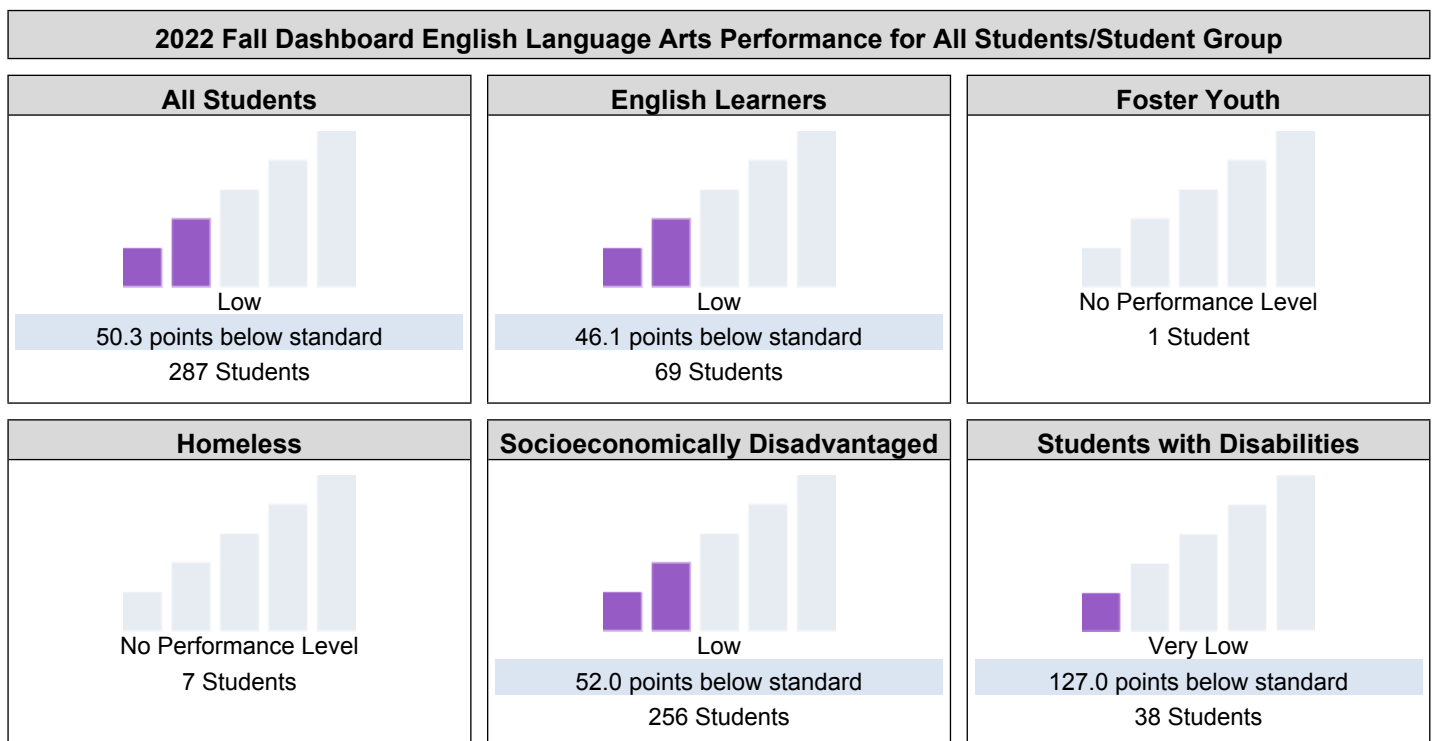 2022 Fall Dashboard English Language Arts Performance for All Students/Student Group
All Students
Low
50.3 points below standard
287 Students
English Learners
Low
46.1 points below standard
69 Students
Foster Youth
No Performance Level
1 Student
Homeless
No Performance Level
7 Students
Socioeconomically Disadvantaged
Low
52.0 points below standard
256 Students
Students with Disabilities
Very Low
127.0 points below standard
38 Students